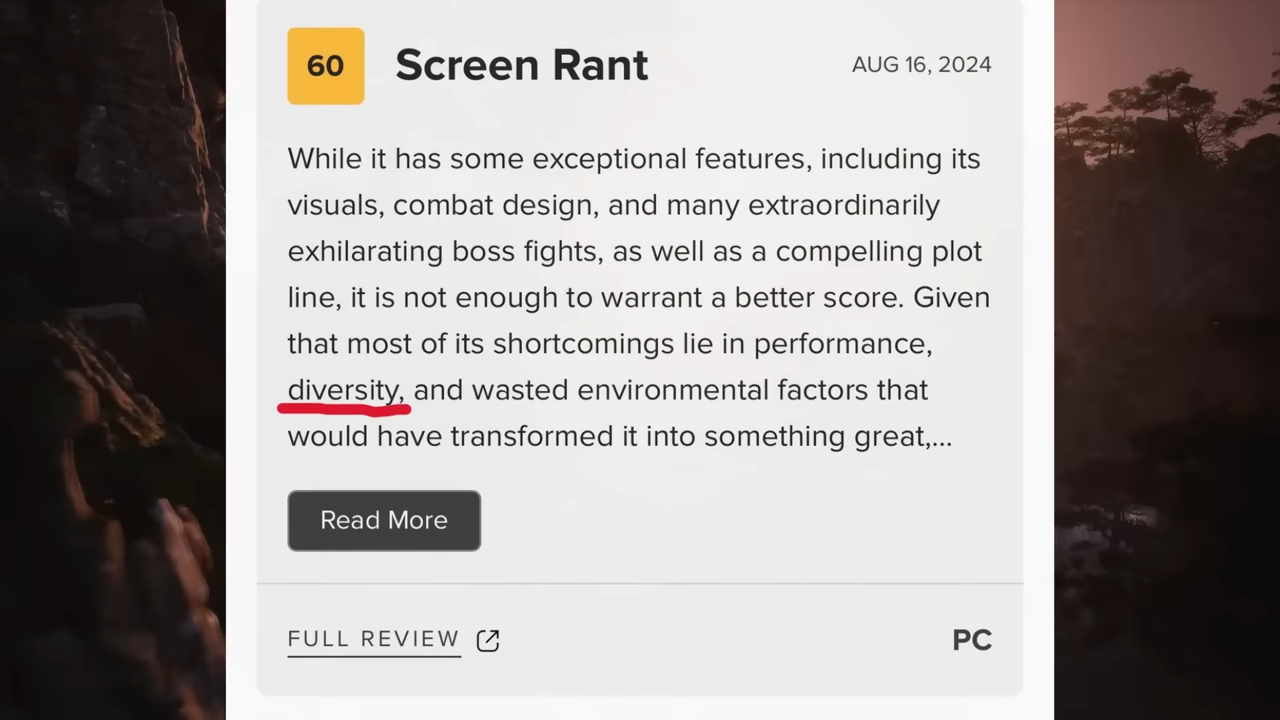 60
Screen Rant
AUG 16, 2024
While it has some exceptional features, including its
visuals, combat design, and many extraordinarily
exhilarating boss fights, as well as a compelling plot
line, it is not enough to warrant a better score. Given
that most of its shortcomings lie in performance,
diversity, and wasted environmental factors that
would have transformed it into something great,...
Read More
FULL REVIEW
PC